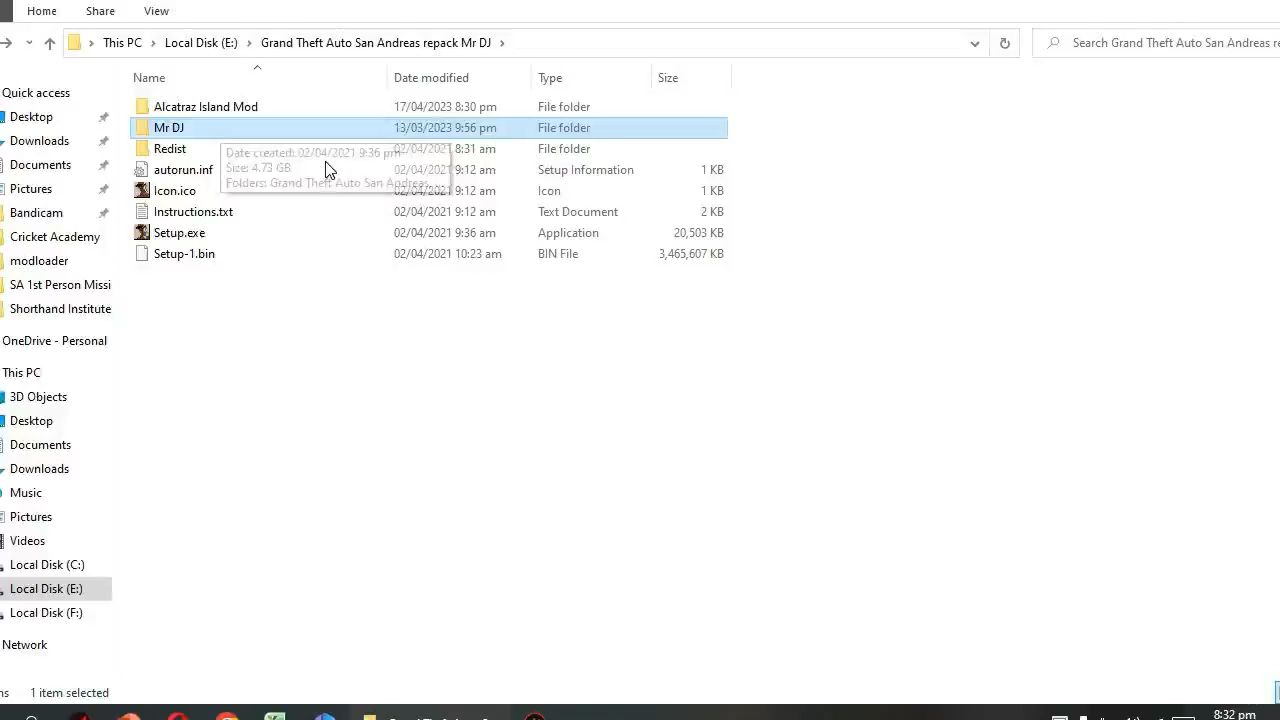 Home Share View
This PC Local Disk (E:) Grand Theft Auto San Andreas repack Mr DJ
Search Grand Theft Auto San Andreas re
Name Date modified Type Size
Alcatraz Island Mod 17/04/2023 8:30 pm File folder
Mr DJ 13/03/2023 9:56 pm File folder
Redist 02/04/2021 8:31 am File folder
autorun.inf 02/04/2021 9:12 am Setup Information 1 KB
Icon.ico 02/04/2021 9:12 am Icon 1 KB
Instructions.txt 02/04/2021 9:12 am Text Document 2 KB
Setup.exe 02/04/2021 9:36 am Application 20,503 KB
Setup-1.bin 02/04/2021 10:23 am BIN File 3,465,607 KB
Date created: 02/04/2021 9:36 pm
Size: 4.73 GB
Folders: Grand Theft Auto San Andreas
Quick access
Desktop
Downloads
Documents
Pictures
Bandicam
Cricket Academy
modloader
SA 1st Person Missi
Shorthand Institute
OneDrive - Personal
This PC
3D Objects
Desktop
Documents
Downloads
Music
Pictures
Videos
Local Disk (C:)
Local Disk (E:)
Local Disk (F:)
Network
1 item selected
8:32 pm